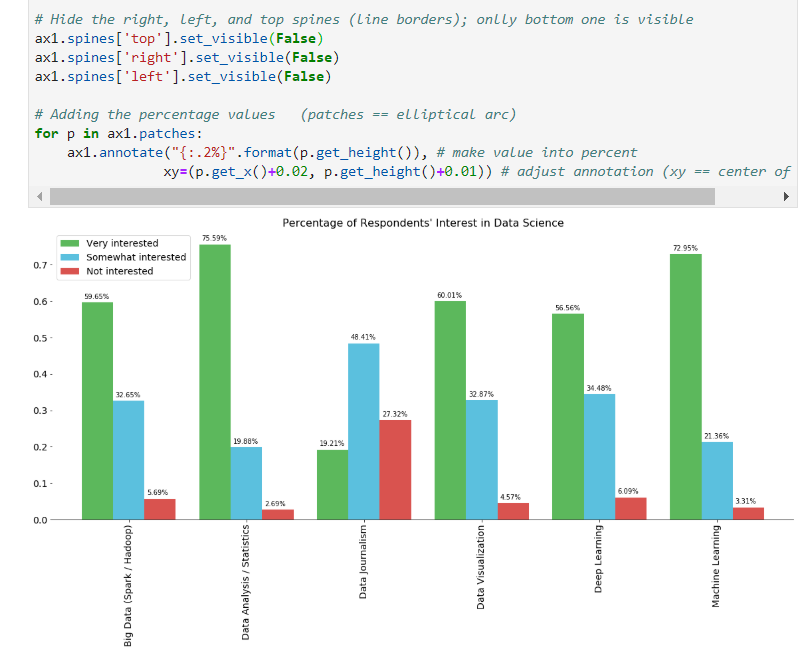 # Hide the right, left, and top spines (line borders); onlly bottom one is visible
ax1.spines['top'].set_visible(False)
ax1.spines['right'].set_visible(False)
ax1.spines['left'].set_visible(False)
# Adding the percentage values   (patches == elliptical arc)
for p in ax1.patches:
    ax1.annotate("{:.2%}".format(p.get_height()), # make value into percent
                xy=(p.get_x()+0.02, p.get_height()+0.01)) # adjust annotation (xy == center of
Percentage of Respondents' Interest in Data Science
Very interested
Somewhat interested
Not interested
0.7
0.6
0.5
0.4
0.3
0.2
0.1
0.0
59.65%
32.65%
5.69%
75.59%
19.88%
2.69%
19.21%
48.41%
27.32%
60.01%
32.87%
4.57%
56.56%
34.48%
6.09%
72.95%
21.36%
3.31%
Big Data (Spark / Hadoop)
Data Analysis / Statistics
Data Journalism
Data Visualization
Deep Learning
Machine Learning